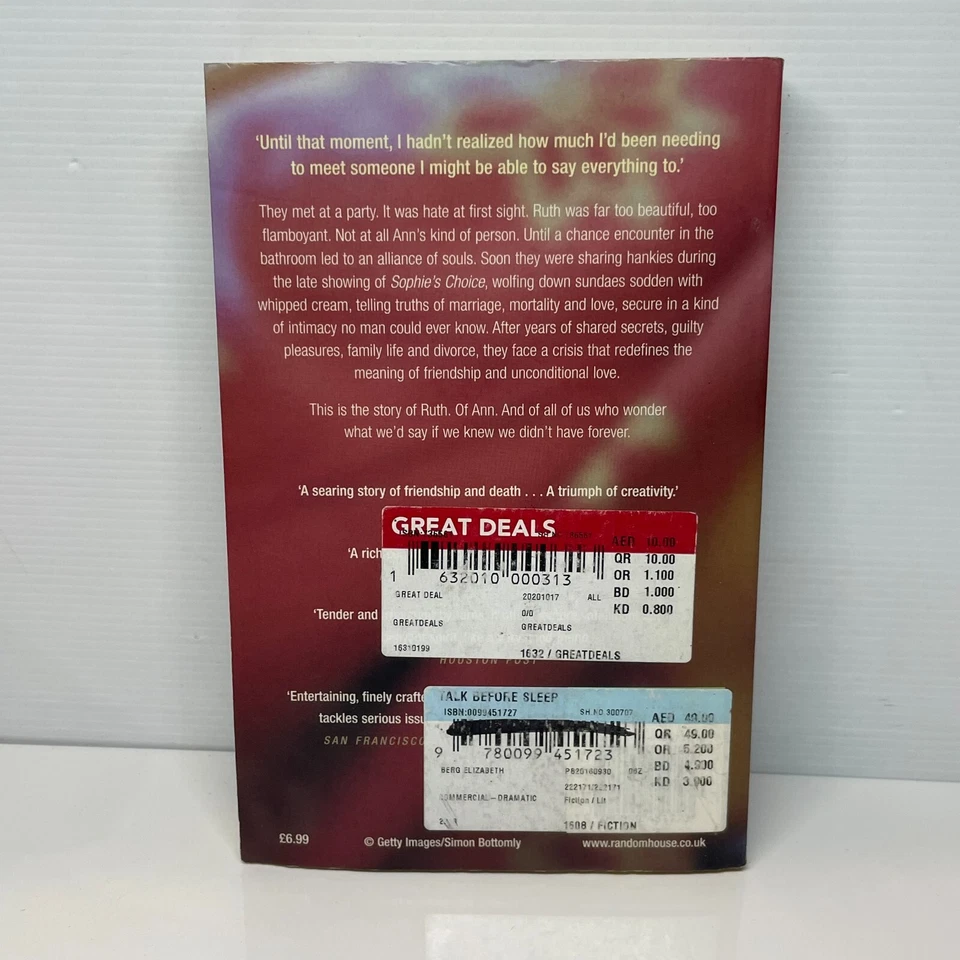 ‘Until that moment, I hadn’t realized how much I’d been needing
to meet someone I might be able to say everything to.’
They met at a party. It was hate at first sight. Ruth was far too beautiful, too
flamboyant. Not at all Ann’s kind of person. Until a chance encounter in the
bathroom led to an alliance of souls. Soon they were sharing hankies during
the late showing of Sophie’s Choice, wolfing down sundaes sodden with
whipped cream, telling truths of marriage, mortality and love, secure in a kind
of intimacy no man could ever know. After years of shared secrets, guilty
pleasures, family life and divorce, they face a crisis that redefines the
meaning of friendship and unconditional love.
This is the story of Ruth. Of Ann. And of all of us who wonder
what we’d say if we knew we didn’t have forever.
‘A searing story of friendship and death . . . A triumph of creativity.’
GREAT DEALS
AED 10.00
‘A rich
QR 10.00
1 632010 000313
OR 1.100
GREAT DEAL 20201017 ALL
BD 1.000
0/0
KD 0.800
‘Tender and
GREATDEALS GREATDEALS
16310199 1632 / GREATDEALS
HOUSTON POST
‘Entertaining, finely crafte
TALK BEFORE SLEEP
ISBN:0099451727 SH NO 300707
AED 49.00
tackles serious issu
QR 49.00
SAN FRANCISCO
9 780099 451723
OR 5.200
BD 4.900
BERG ELIZABETH PB20160930
KD 3.900
COMMERCIAL - DRAMATIC Fiction / Lit
1608 / FICTION
£6.99 © Getty Images/Simon Bottomly www.randomhouse.co.uk